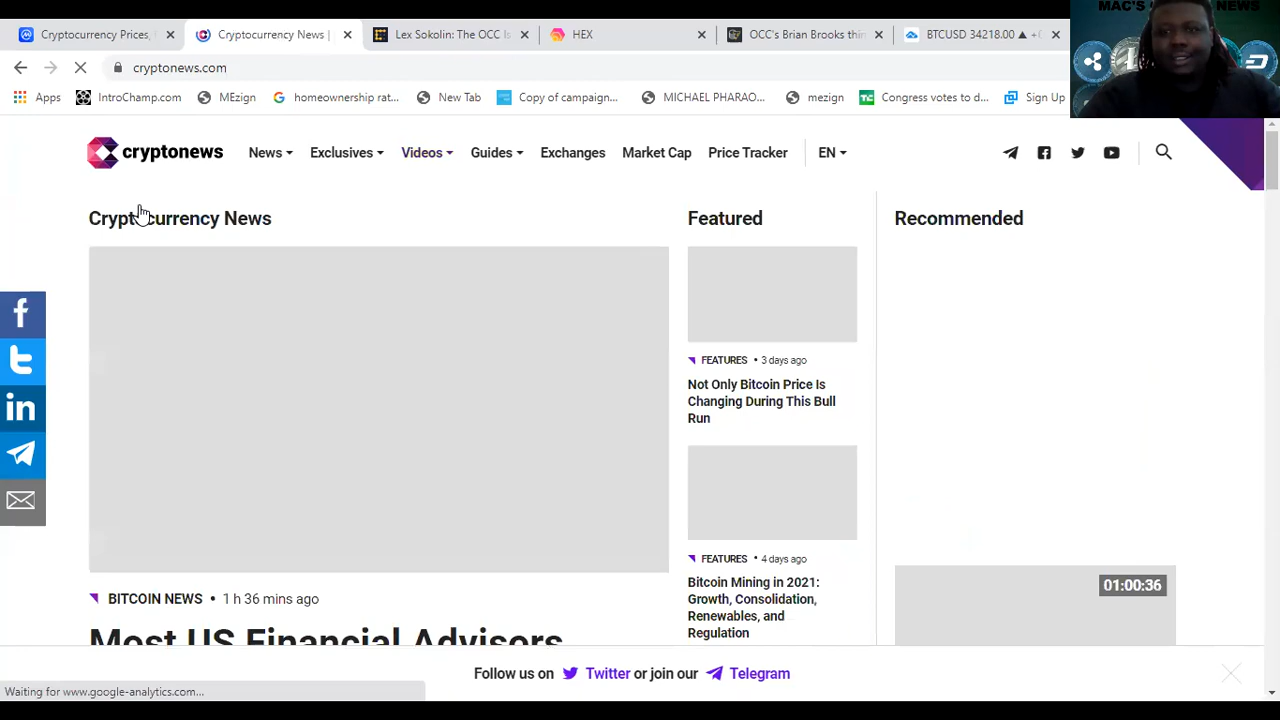 MAC'S NEWS
Cryptocurrency Prices,
Cryptocurrency News |
Lex Sokolin: The OCC Is
HEX
OCC's Brian Brooks thin
BTCUSD 34218.00 ▲ +
cryptonews.com
Apps
IntroChamp.com
MEzign
homeownership rat...
New Tab
Copy of campaign...
MICHAEL PHARAO...
mezign
Congress votes to d...
Sign Up
cryptonews
News
Exclusives
Videos
Guides
Exchanges
Market Cap
Price Tracker
EN
Cryptocurrency News
Featured
Recommended
FEATURES • 3 days ago
Not Only Bitcoin Price Is
Changing During This Bull
Run
FEATURES • 4 days ago
Bitcoin Mining in 2021:
Growth, Consolidation,
Renewables, and
Regulation
01:00:36
BITCOIN NEWS • 1 h 36 mins ago
Most US Financial Advisors
Follow us on Twitter or join our Telegram
Waiting for www.google-analytics.com...